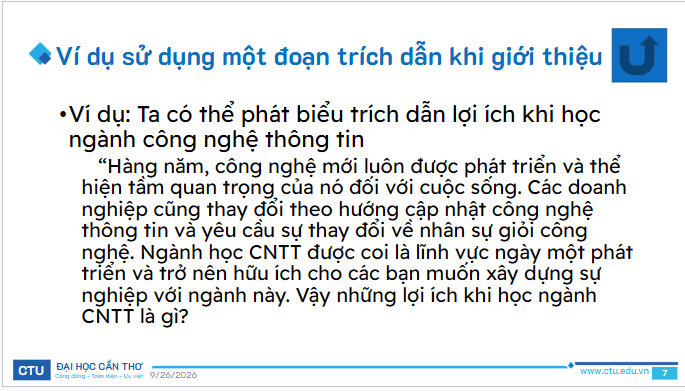 Ví dụ sử dụng một đoạn trích dẫn khi giới thiệu
•Ví dụ: Ta có thể phát biểu trích dẫn lợi ích khi học
ngành công nghệ thông tin
“Hàng năm, công nghệ mới luôn được phát triển và thể
hiện tầm quan trọng của nó đối với cuộc sống. Các doanh
nghiệp cũng thay đổi theo hướng cập nhật công nghệ
thông tin và yêu cầu sự thay đổi về nhân sự giỏi công
nghệ. Ngành học CNTT được coi là lĩnh vực ngày một phát
triển và trở nên hữu ích cho các bạn muốn xây dựng sự
nghiệp với ngành này. Vậy những lợi ích khi học ngành
CNTT là gì?
CTU
ĐẠI HỌC CẦN THƠ
Cộng đồng – Toàn diện – Ưu việt
9/26/2026
www.ctu.edu.vn
7